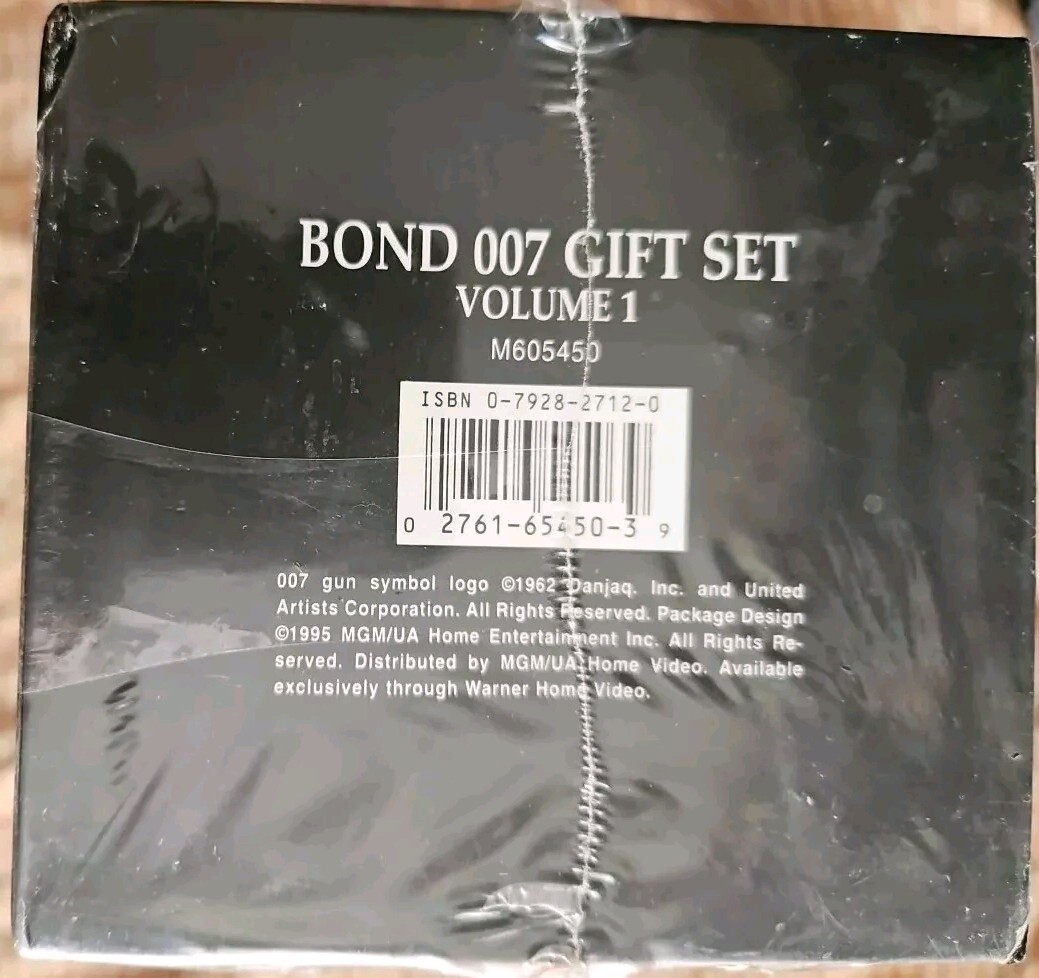 BOND 007 GIFT SET
VOLUME 1
M605450
ISBN 0-7928-2712-0
0 2761-65450-3 9
007 gun symbol logo ©1962 Danjaq. Inc. and United
Artists Corporation. All Rights Reserved. Package Design
©1995 MGM/UA Home Entertainment Inc. All Rights Re-
served. Distributed by MGM/UA Home Video. Available
exclusively through Warner Home Video.